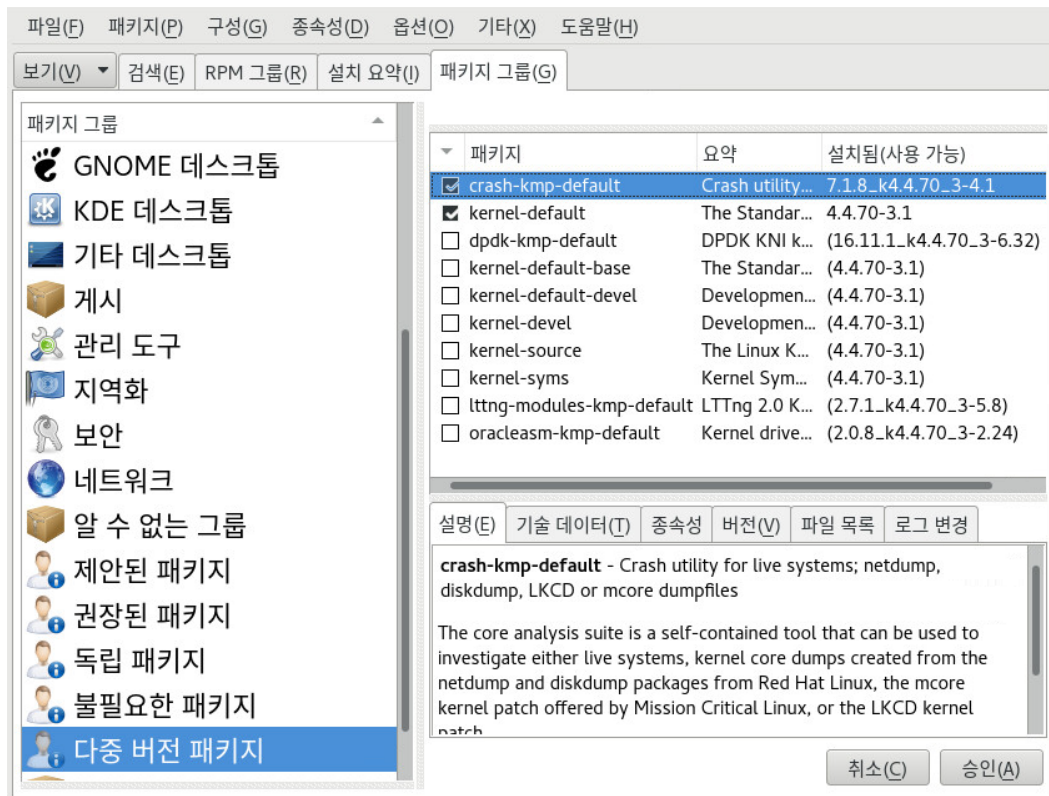 파일(F) 패키지(P) 구성(G) 종속성(D) 옵션(O) 기타(X) 도움말(H)
보기(V) 검색(E) RPM 그룹(R) 설치 요약(I) 패키지 그룹(G)
패키지 그룹
GNOME 데스크톱
KDE 데스크톱
기타 데스크톱
게시
관리 도구
지역화
보안
네트워크
알 수 없는 그룹
제안된 패키지
권장된 패키지
독립 패키지
불필요한 패키지
다중 버전 패키지
패키지 요약 설치됨(사용 가능)
crash-kmp-default Crash utility... 7.1.8_k4.4.70_3-4.1
kernel-default The Standar... 4.4.70-3.1
dpdk-kmp-default DPDK KNI k... (16.11.1_k4.4.70_3-6.32)
kernel-default-base The Standar... (4.4.70-3.1)
kernel-default-devel Developmen... (4.4.70-3.1)
kernel-devel Developmen... (4.4.70-3.1)
kernel-source The Linux K... (4.4.70-3.1)
kernel-syms Kernel Sym... (4.4.70-3.1)
lttng-modules-kmp-default LTTng 2.0 K... (2.7.1_k4.4.70_3-5.8)
oracleasm-kmp-default Kernel drive... (2.0.8_k4.4.70_3-2.24)
설명(E) 기술 데이터(T) 종속성 버전(V) 파일 목록 로그 변경
crash-kmp-default - Crash utility for live systems; netdump,
diskdump, LKCD or mcore dumpfiles
The core analysis suite is a self-contained tool that can be used to
investigate either live systems, kernel core dumps created from the
netdump and diskdump packages from Red Hat Linux, the mcore
kernel patch offered by Mission Critical Linux, or the LKCD kernel
patch
취소(C) 승인(A)